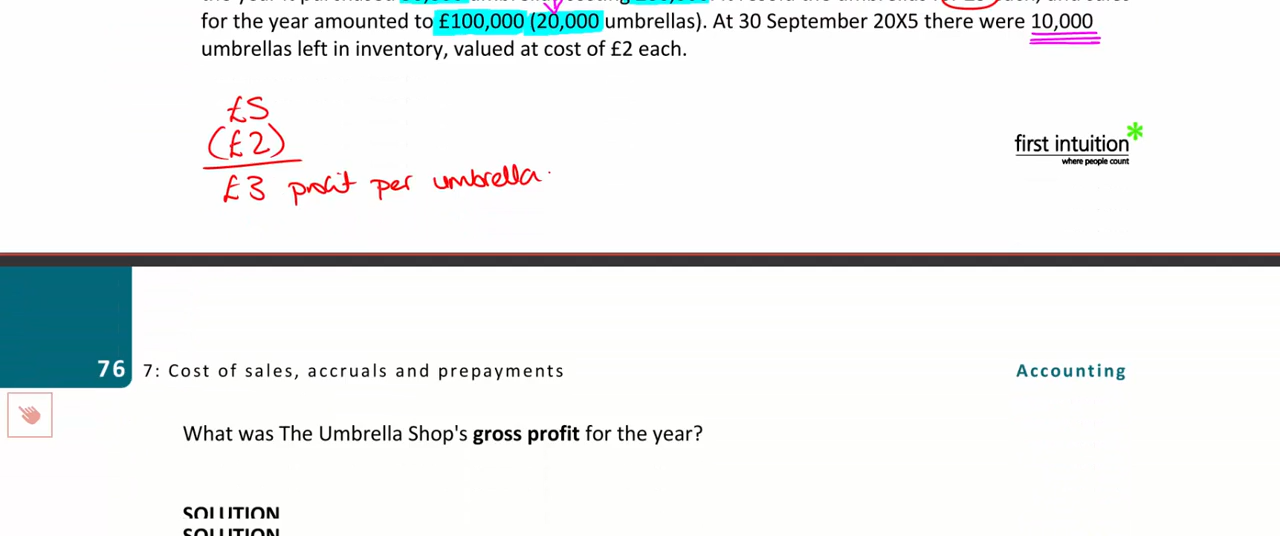 for the year amounted to £100,000 (20,000 umbrellas). At 30 September 20X5 there were 10,000
umbrellas left in inventory, valued at cost of £2 each.
£5
(£2)
£3 profit per umbrella.
first intuition*
where people count
76 7: Cost of sales, accruals and prepayments Accounting
What was The Umbrella Shop's gross profit for the year?
SOLUTION
SOLUTION